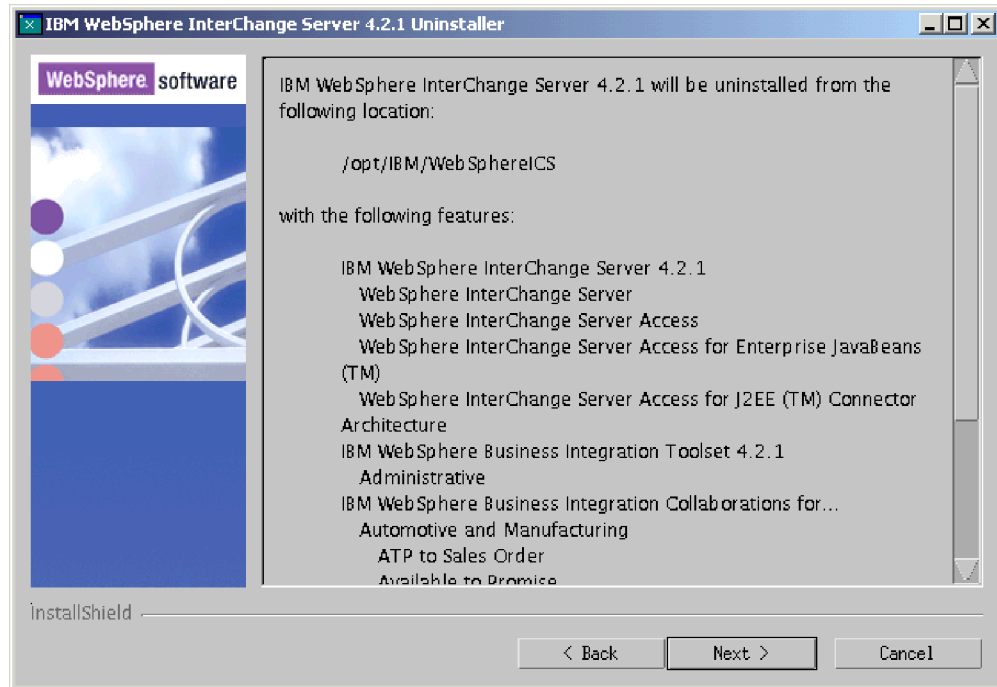 IBM WebSphere InterChange Server 4.2.1 Uninstaller
WebSphere. software
IBM WebSphere InterChange Server 4.2.1 will be uninstalled from the
following location:
/opt/IBM/WebSphereICS
with the following features:
IBM WebSphere InterChange Server 4.2.1
WebSphere InterChange Server
WebSphere InterChange Server Access
WebSphere InterChange Server Access for Enterprise JavaBeans
(TM)
WebSphere InterChange Server Access for J2EE (TM) Connector
Architecture
IBM WebSphere Business Integration Toolset 4.2.1
Administrative
IBM WebSphere Business Integration Collaborations for...
Automotive and Manufacturing
ATP to Sales Order
Available to Promise
InstallShield
< Back
Next >
Cancel